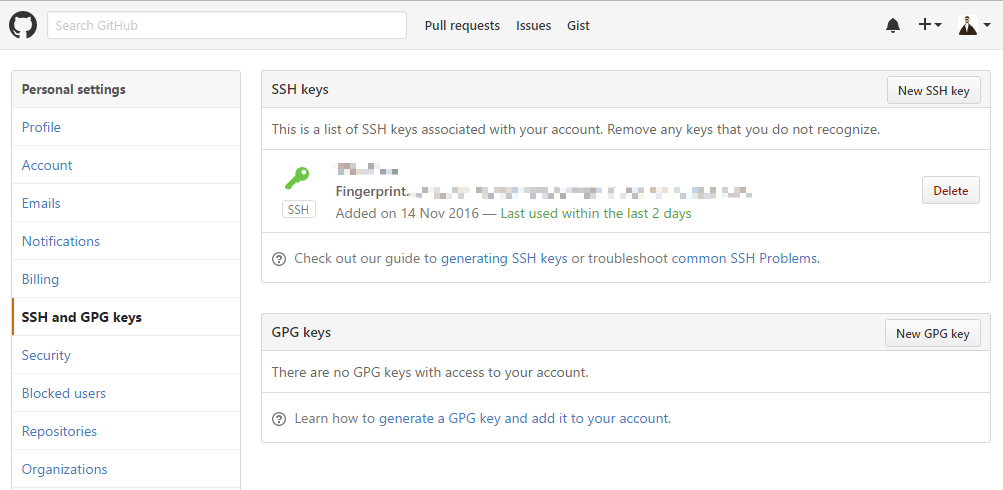 Search GitHub
Pull requests Issues Gist
Personal settings
Profile
Account
Emails
Notifications
Billing
SSH and GPG keys
Security
Blocked users
Repositories
Organizations
SSH keys
New SSH key
This is a list of SSH keys associated with your account. Remove any keys that you do not recognize.
SSH
Fingerprint
Added on 14 Nov 2016 — Last used within the last 2 days
Delete
Check out our guide to generating SSH keys or troubleshoot common SSH Problems.
GPG keys
New GPG key
There are no GPG keys with access to your account.
Learn how to generate a GPG key and add it to your account.